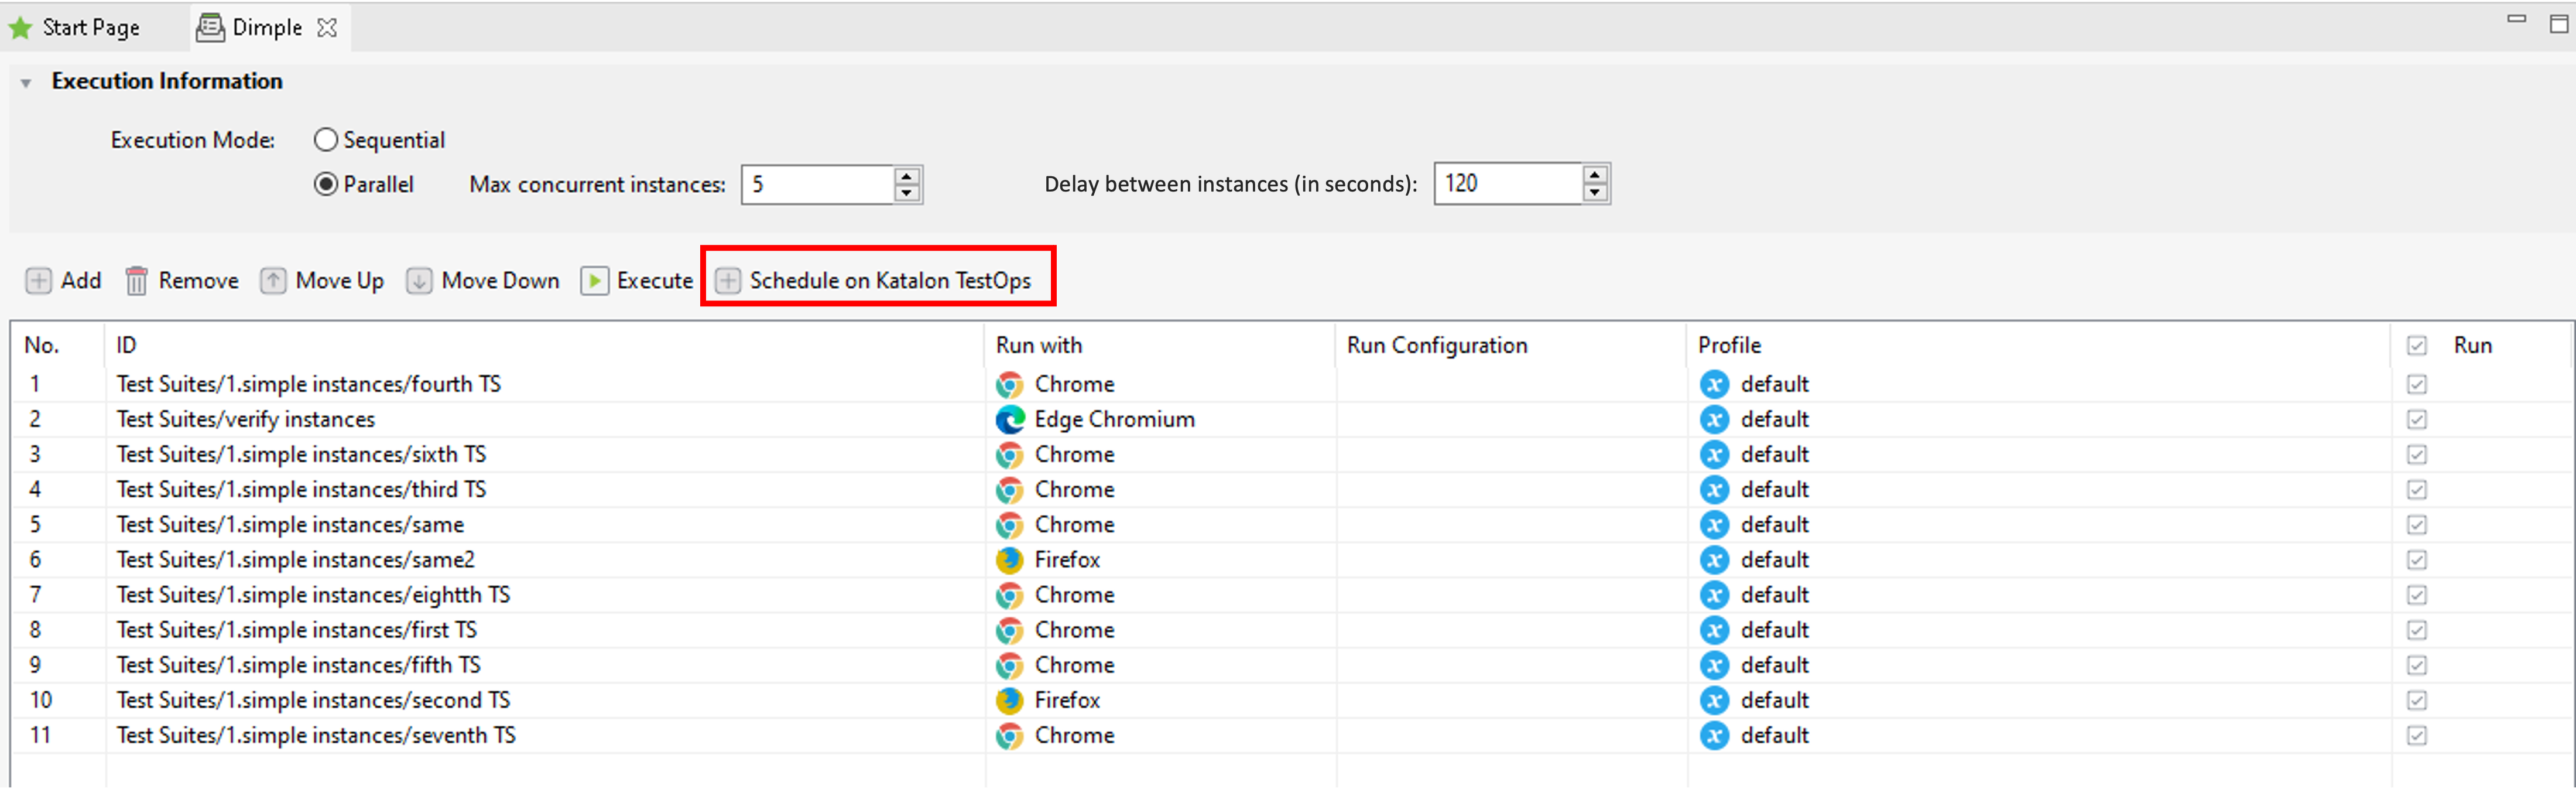 Start Page Dimple
Execution Information
Execution Mode: Sequential
Parallel Max concurrent instances: 5 Delay between instances (in seconds): 120
Add Remove Move Up Move Down Execute Schedule on Katalon TestOps
No. ID Run with Run Configuration Profile Run
1 Test Suites/1.simple instances/fourth TS Chrome default
2 Test Suites/verify instances Edge Chromium default
3 Test Suites/1.simple instances/sixth TS Chrome default
4 Test Suites/1.simple instances/third TS Chrome default
5 Test Suites/1.simple instances/same Chrome default
6 Test Suites/1.simple instances/same2 Firefox default
7 Test Suites/1.simple instances/eightth TS Chrome default
8 Test Suites/1.simple instances/first TS Chrome default
9 Test Suites/1.simple instances/fifth TS Chrome default
10 Test Suites/1.simple instances/second TS Firefox default
11 Test Suites/1.simple instances/seventh TS Chrome default